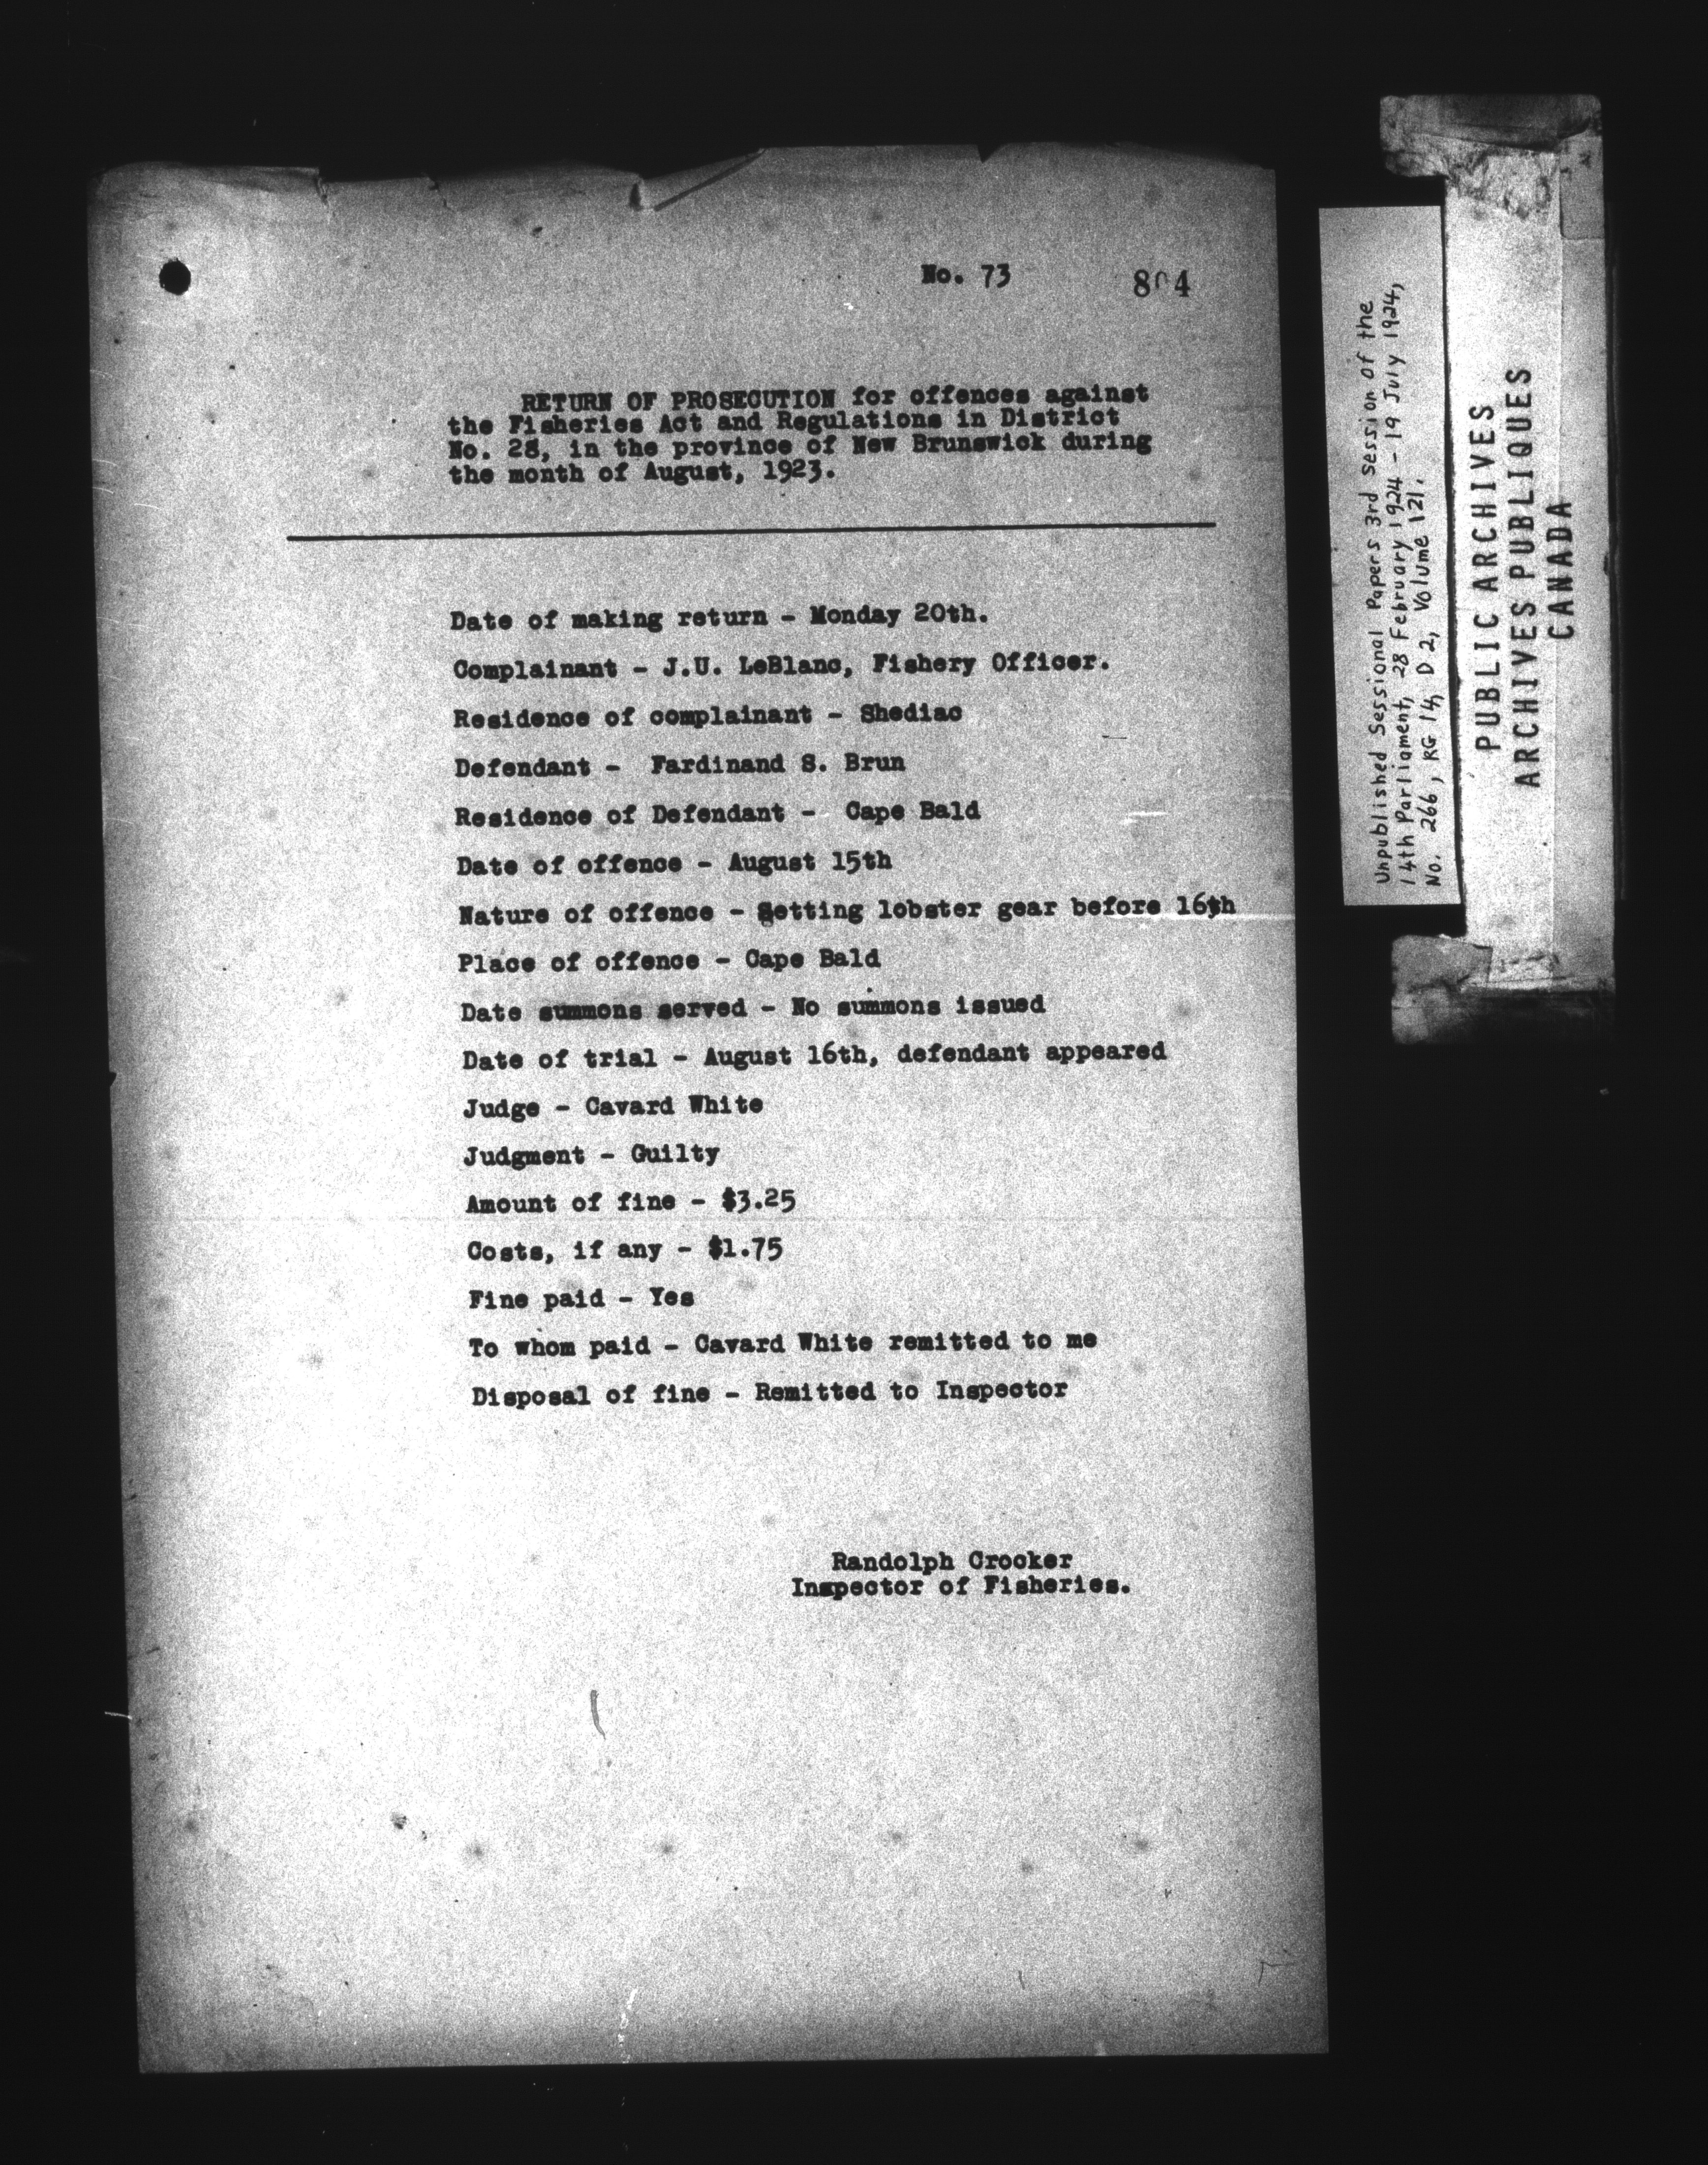 No. 73
804
RETURN OF PROSECUTION for offences against
the Fisheries Act and Regulations in District
No. 28, in the province of New Brunswick during
the month of August, 1923.
Date of making return - Monday 20th.
Complainant - J.U. LeBlanc, Fishery Officer.
Residence of complainant - Shediac
Defendant - Fardinand S. Brun
Residence of Defendant - Cape Bald
Date of offence - August 15th
Nature of offence - Setting lobster gear before 16th
Place of offence - Cape Bald
Date summons served - No summons issued
Date of trial - August 16th, defendant appeared
Judge - Cavard White
Judgment - Guilty
Amount of fine - $3.25
Costs, if any - $1.75
Fine paid - Yes
To whom paid - Cavard White remitted to me
Disposal of fine - Remitted to Inspector
Randolph Crocker
Inspector of Fisheries.
Unpublished Sessional Papers 3rd session of the
14th Parliament, 28 February 1924 - 19 July 1924,
No. 266, RG 14, D 2, Volume 121.
PUBLIC ARCHIVES
ARCHIVES PUBLIQUES
CANADA